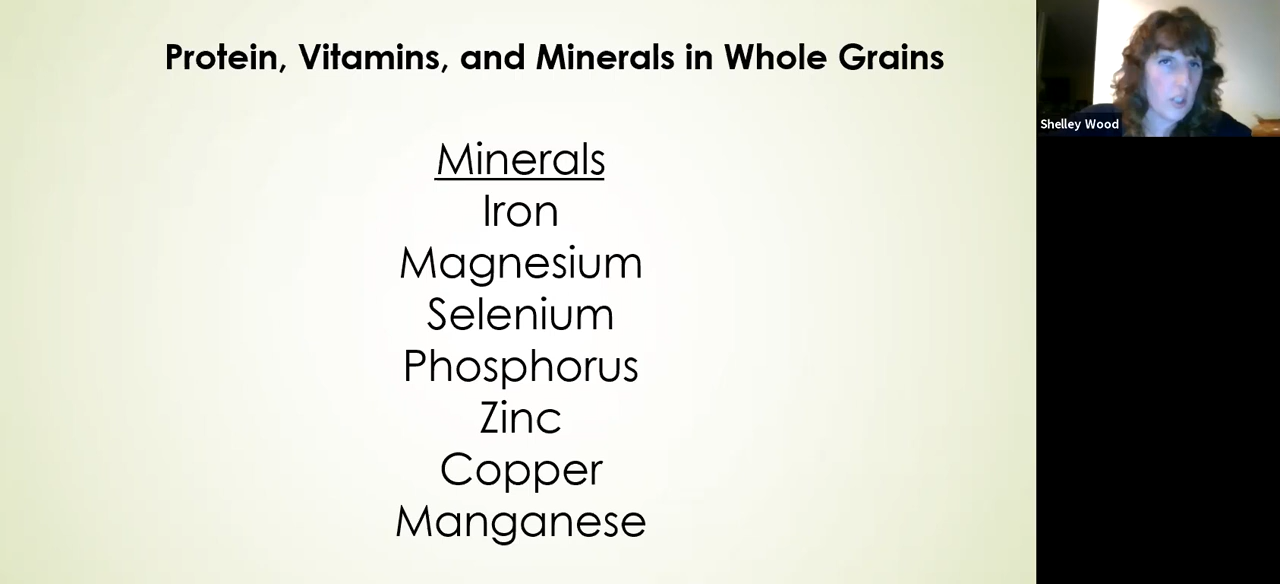 Protein, Vitamins, and Minerals in Whole Grains
Minerals
Iron
Magnesium
Selenium
Phosphorus
Zinc
Copper
Manganese
Shelley Wood